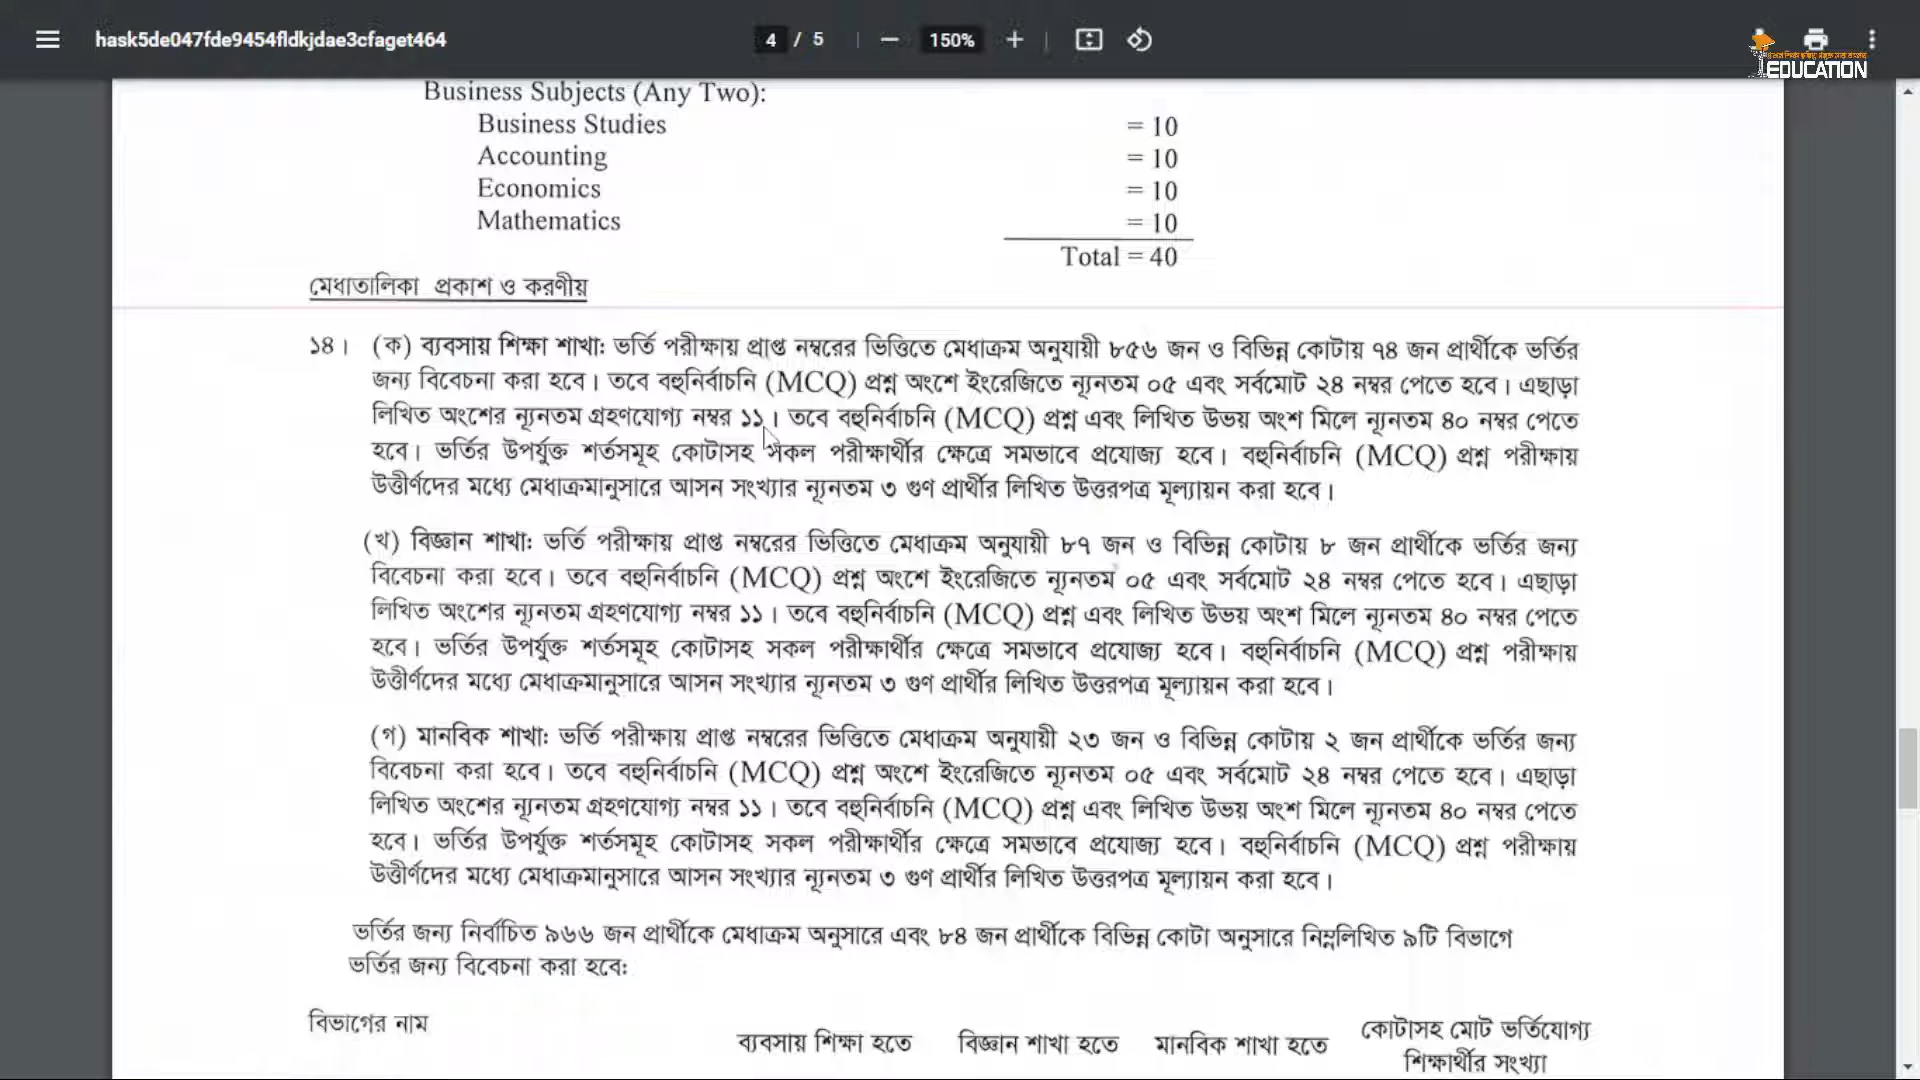 hask5de047fde9454fldkjdae3cfaget464
4 / 5
150%
EDUCATION
Business Subjects (Any Two):
Business Studies = 10
Accounting = 10
Economics = 10
Mathematics = 10
Total = 40
মেধাতালিকা প্রকাশ ও করণীয়
১৪। (ক) ব্যবসায় শিক্ষা শাখা: ভর্তি পরীক্ষায় প্রাপ্ত নম্বরের ভিত্তিতে মেধাক্রম অনুযায়ী ৮৫৬ জন ও বিভিন্ন কোটায় ৭৪ জন প্রার্থীকে ভর্তির
জন্য বিবেচনা করা হবে। তবে বহুনির্বাচনি (MCQ) প্রশ্ন অংশে ইংরেজিতে ন্যূনতম ০৫ এবং সর্বমোট ২৪ নম্বর পেতে হবে। এছাড়া
লিখিত অংশের ন্যূনতম গ্রহণযোগ্য নম্বর ১১। তবে বহুনির্বাচনি (MCQ) প্রশ্ন এবং লিখিত উভয় অংশ মিলে ন্যূনতম ৪০ নম্বর পেতে
হবে। ভর্তির উপর্যুক্ত শর্তসমূহ কোটাসহ সকল পরীক্ষার্থীর ক্ষেত্রে সমভাবে প্রযোজ্য হবে। বহুনির্বাচনি (MCQ) প্রশ্ন পরীক্ষায়
উত্তীর্ণদের মধ্যে মেধাক্রমানুসারে আসন সংখ্যার ন্যূনতম ৩ গুণ প্রার্থীর লিখিত উত্তরপত্র মূল্যায়ন করা হবে।
(খ) বিজ্ঞান শাখা: ভর্তি পরীক্ষায় প্রাপ্ত নম্বরের ভিত্তিতে মেধাক্রম অনুযায়ী ৮৭ জন ও বিভিন্ন কোটায় ৮ জন প্রার্থীকে ভর্তির জন্য
বিবেচনা করা হবে। তবে বহুনির্বাচনি (MCQ) প্রশ্ন অংশে ইংরেজিতে ন্যূনতম ০৫ এবং সর্বমোট ২৪ নম্বর পেতে হবে। এছাড়া
লিখিত অংশের ন্যূনতম গ্রহণযোগ্য নম্বর ১১। তবে বহুনির্বাচনি (MCQ) প্রশ্ন এবং লিখিত উভয় অংশ মিলে ন্যূনতম ৪০ নম্বর পেতে
হবে। ভর্তির উপর্যুক্ত শর্তসমূহ কোটাসহ সকল পরীক্ষার্থীর ক্ষেত্রে সমভাবে প্রযোজ্য হবে। বহুনির্বাচনি (MCQ) প্রশ্ন পরীক্ষায়
উত্তীর্ণদের মধ্যে মেধাক্রমানুসারে আসন সংখ্যার ন্যূনতম ৩ গুণ প্রার্থীর লিখিত উত্তরপত্র মূল্যায়ন করা হবে।
(গ) মানবিক শাখা: ভর্তি পরীক্ষায় প্রাপ্ত নম্বরের ভিত্তিতে মেধাক্রম অনুযায়ী ২৩ জন ও বিভিন্ন কোটায় ২ জন প্রার্থীকে ভর্তির জন্য
বিবেচনা করা হবে। তবে বহুনির্বাচনি (MCQ) প্রশ্ন অংশে ইংরেজিতে ন্যূনতম ০৫ এবং সর্বমোট ২৪ নম্বর পেতে হবে। এছাড়া
লিখিত অংশের ন্যূনতম গ্রহণযোগ্য নম্বর ১১। তবে বহুনির্বাচনি (MCQ) প্রশ্ন এবং লিখিত উভয় অংশ মিলে ন্যূনতম ৪০ নম্বর পেতে
হবে। ভর্তির উপর্যুক্ত শর্তসমূহ কোটাসহ সকল পরীক্ষার্থীর ক্ষেত্রে সমভাবে প্রযোজ্য হবে। বহুনির্বাচনি (MCQ) প্রশ্ন পরীক্ষায়
উত্তীর্ণদের মধ্যে মেধাক্রমানুসারে আসন সংখ্যার ন্যূনতম ৩ গুণ প্রার্থীর লিখিত উত্তরপত্র মূল্যায়ন করা হবে।
ভর্তির জন্য নির্বাচিত ৯৬৬ জন প্রার্থীকে মেধাক্রম অনুসারে এবং ৮৪ জন প্রার্থীকে বিভিন্ন কোটা অনুসারে নিম্নলিখিত ৯টি বিভাগে
ভর্তির জন্য বিবেচনা করা হবে:
বিভাগের নাম
ব্যবসায় শিক্ষা হতে বিজ্ঞান শাখা হতে মানবিক শাখা হতে
কোটাসহ মোট ভর্তিযোগ্য
শিক্ষার্থীর সংখ্যা